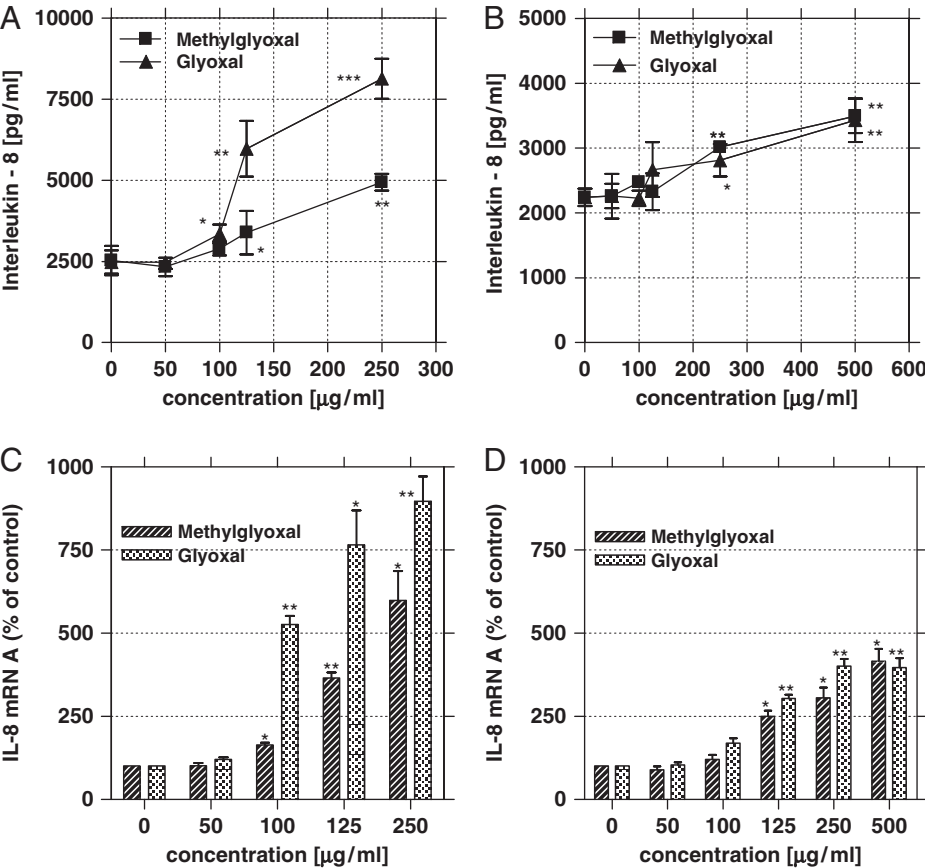 A
Interleukin - 8 [pg/ml]
10000
7500
5000
2500
0
Methylglyoxal
Glyoxal
*
**
***
*
**
0 50 100 150 200 250 300
concentration [µg/ml]
B
Interleukin - 8 [pg/ml]
5000
4000
3000
2000
1000
0
Methylglyoxal
Glyoxal
**
*
**
**
0 100 200 300 400 500 600
concentration [µg/ml]
C
IL-8 mRN A (% of control)
1000
750
500
250
0
Methylglyoxal
Glyoxal
*
**
**
*
*
**
0 50 100 125 250
concentration [µg/ml]
D
IL-8 mRN A (% of control)
1000
750
500
250
0
Methylglyoxal
Glyoxal
*
**
*
**
*
**
0 50 100 125 250 500
concentration [µg/ml]